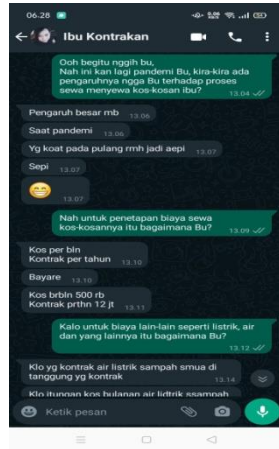 06.28
Ibu Kontrakan
Ooh begitu nggih bu,
Nah ini kan lagi pandemi Bu, kira-kira ada
pengaruhnya ngga Bu terhadap proses
sewa menyewa kos-kosan ibu?
13.04
Pengaruh besar mb 13.06
Saat pandemi 13.06
Yg koat pada pulang rmh jadi aepi 13.07
Sepi 13.07
13.07
Nah untuk penetapan biaya sewa
kos-kosannya itu bagaimana Bu? 13.09
Kos per bln
Kontrak per tahun 13.10
Bayare 13.10
Kos brbln 500 rb
Kontrak prthn 12 jt 13.11
Kalo untuk biaya lain-lain seperti listrik, air
dan yang lainnya itu bagaimana Bu?
13.12
Klo yg kontrak air listrik sampah smua di
tanggung yg kontrak 13.14
Klo itungan kos bulanan air lidtrik ssampah
Ketik pesan